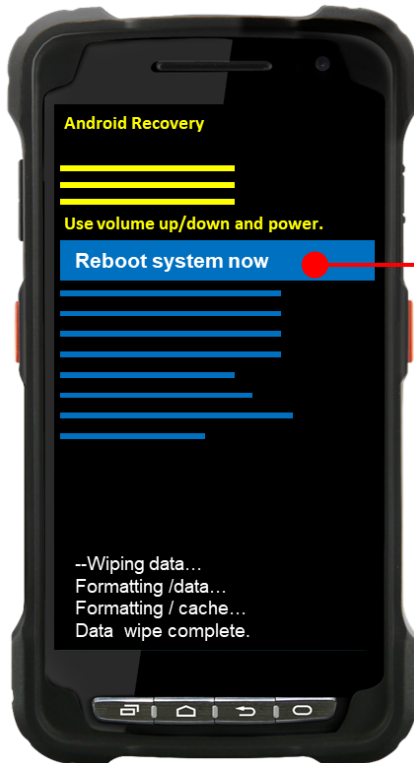 Android Recovery
Use volume up/down and power.
Reboot system now
--Wiping data...
Formatting /data...
Formatting / cache...
Data  wipe complete.